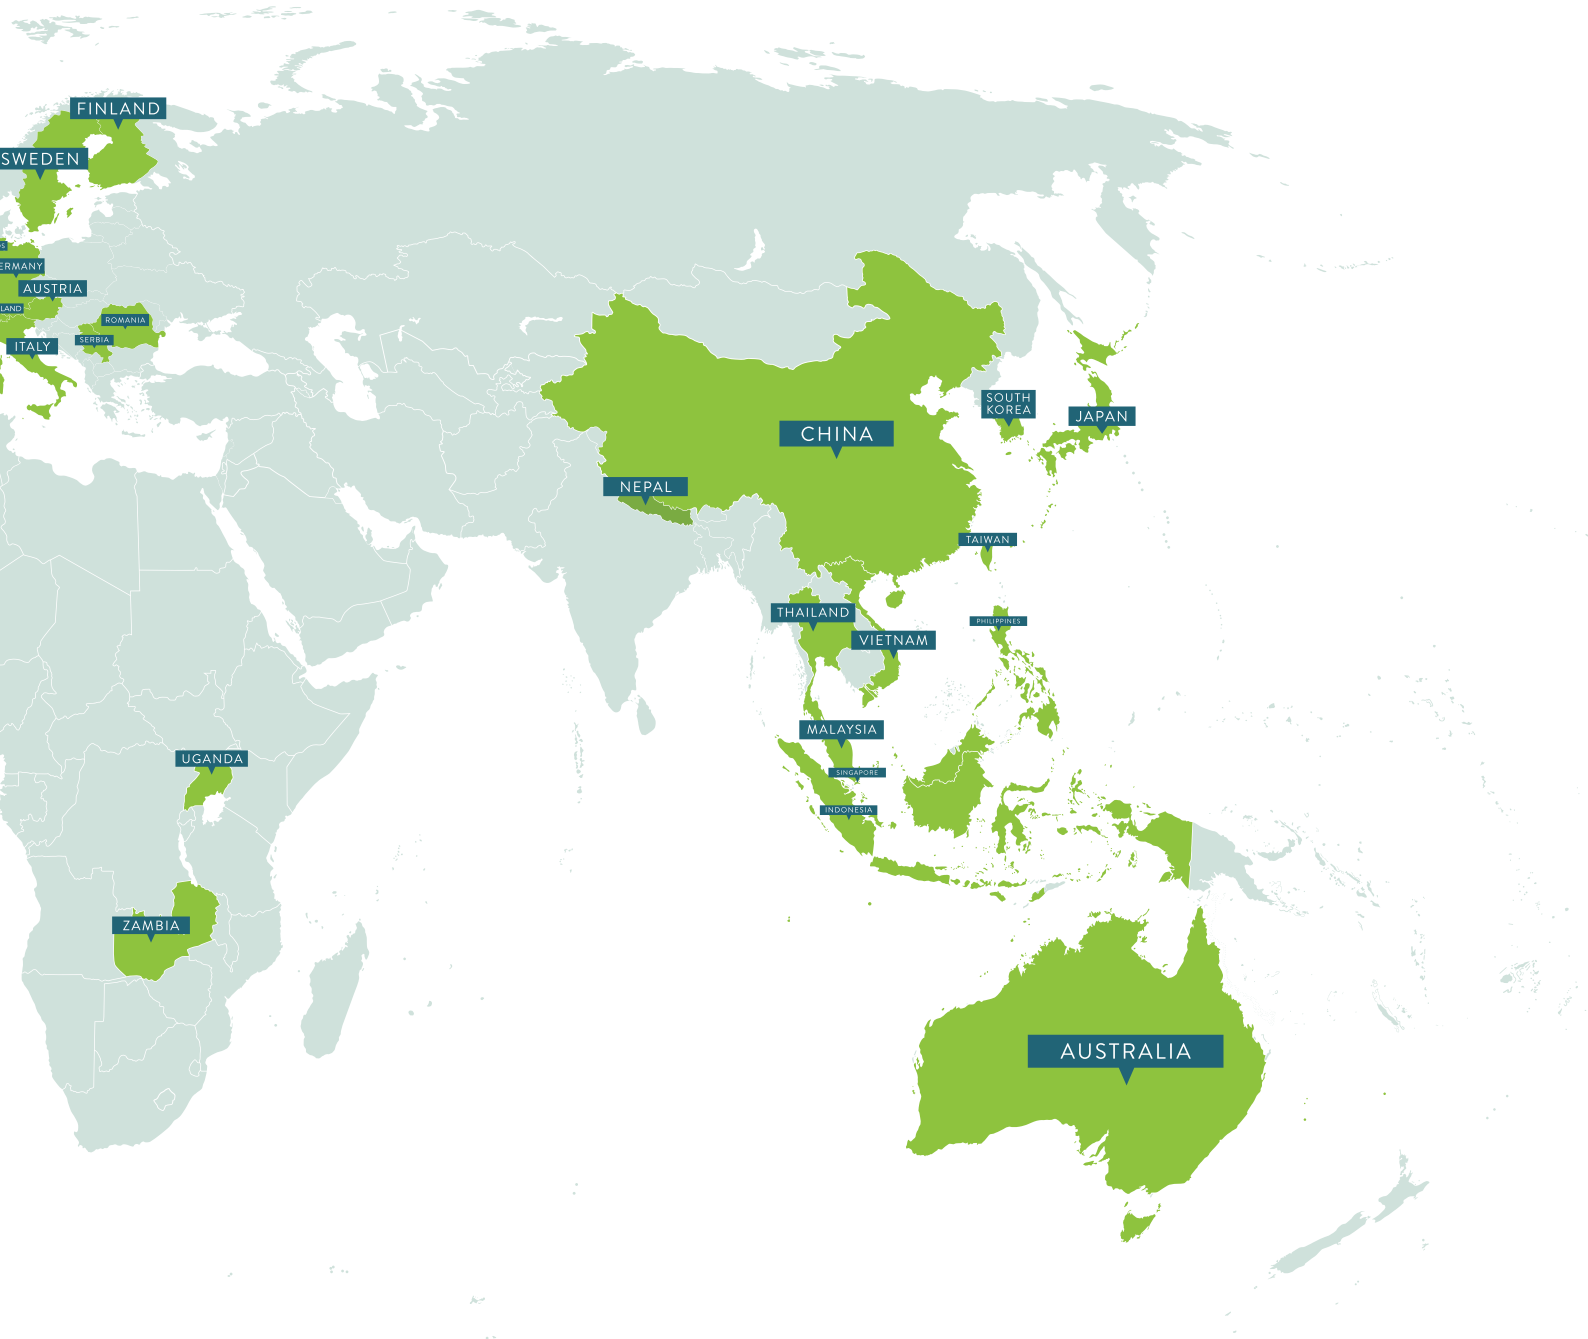 FINLAND
SWEDEN
ERMANY
AUSTRIA
LAND
ROMANIA
SERBIA
ITALY
SOUTH
KOREA
JAPAN
CHINA
NEPAL
TAIWAN
THAILAND
PHILIPPINES
VIETNAM
MALAYSIA
UGANDA
SINGAPORE
INDONESIA
ZAMBIA
AUSTRALIA